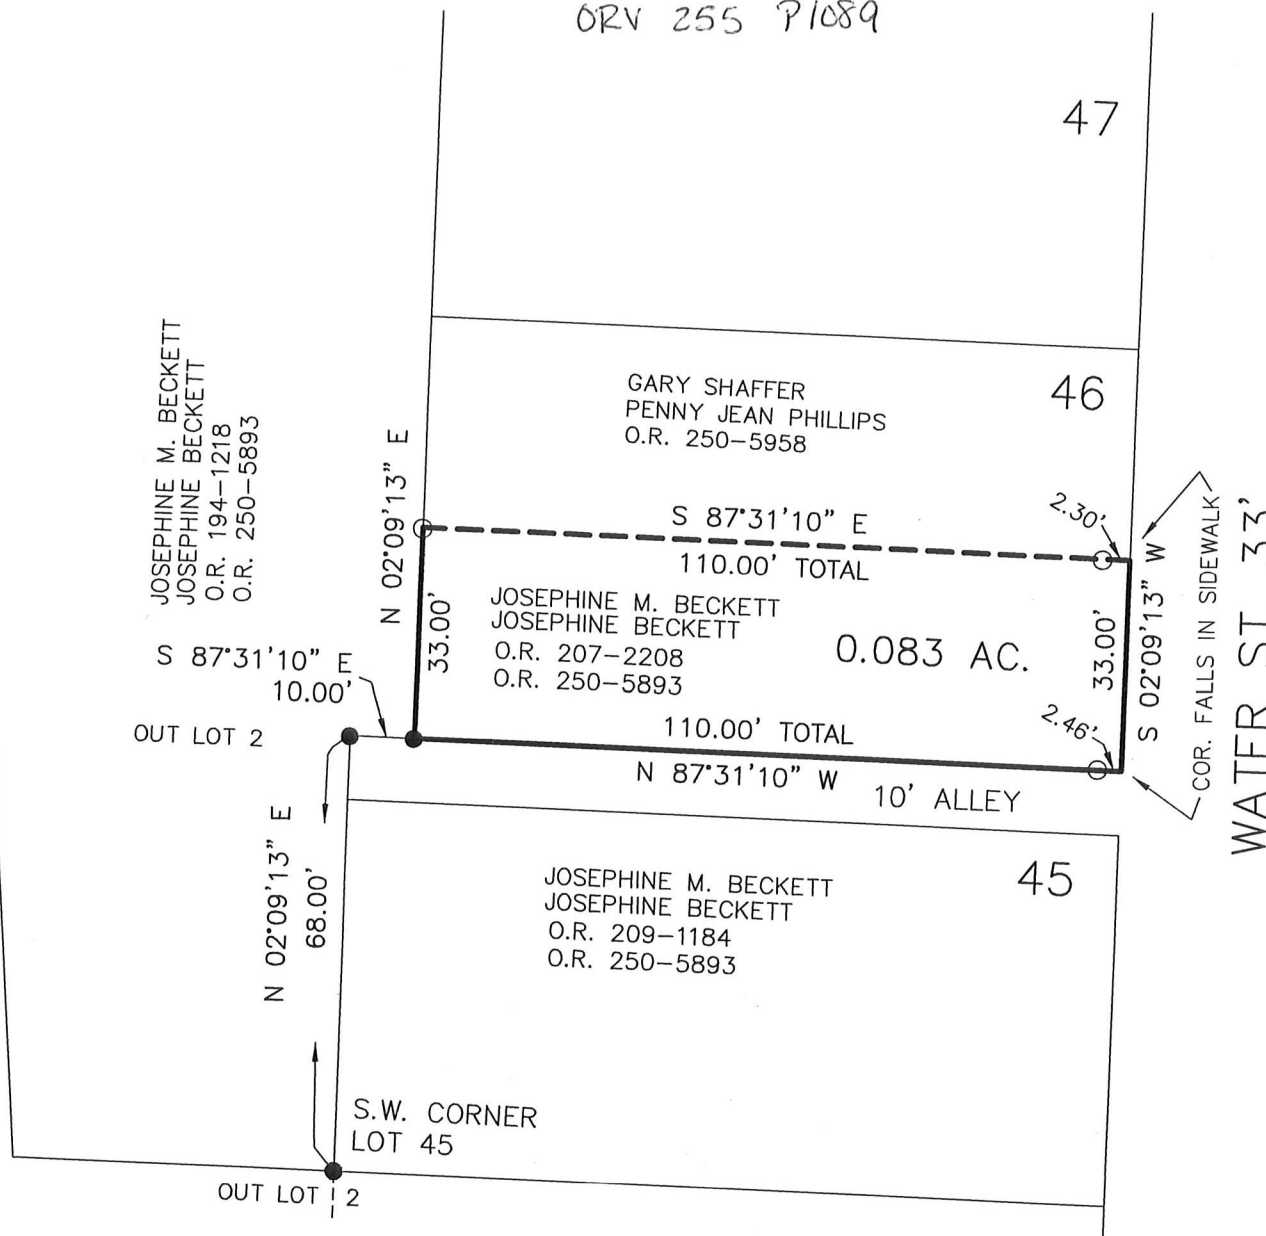 ORV 255 P1089
47
46
GARY SHAFFER
PENNY JEAN PHILLIPS
O.R. 250-5958
JOSEPHINE M. BECKETT
JOSEPHINE BECKETT
O.R. 194-1218
O.R. 250-5893
N 02°09'13" E
33.00'
S 87°31'10" E
110.00' TOTAL
2.30'
JOSEPHINE M. BECKETT
JOSEPHINE BECKETT
O.R. 207-2208
O.R. 250-5893
0.083 AC.
33.00'
S 02°09'13" W
COR. FALLS IN SIDEWALK
WATER ST. 33'
S 87°31'10" E
10.00'
OUT LOT 2
110.00' TOTAL
2.46'
N 87°31'10" W
10' ALLEY
45
JOSEPHINE M. BECKETT
JOSEPHINE BECKETT
O.R. 209-1184
O.R. 250-5893
N 02°09'13" E
68.00'
S.W. CORNER
LOT 45
OUT LOT 2